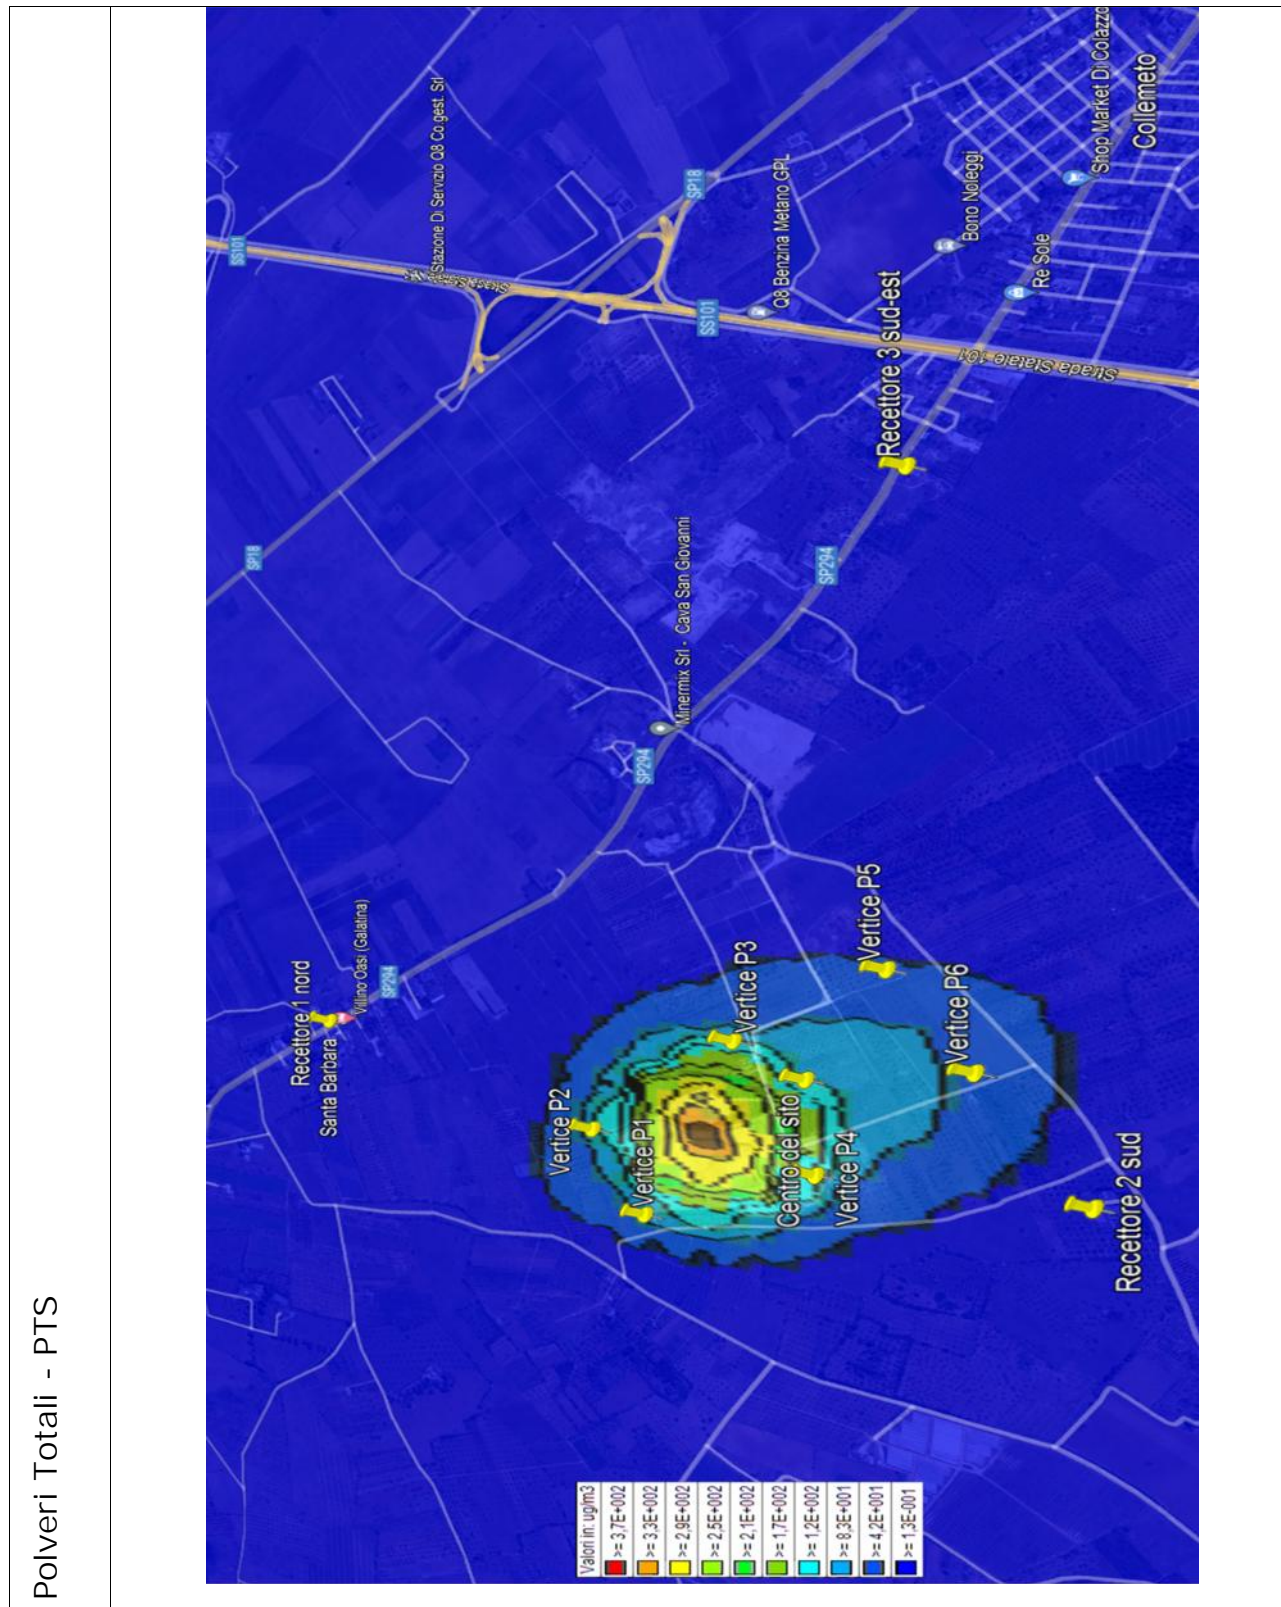 Polveri Totali - PTS
SS101
Stazione Di Servizio Q8 Co.gest. Srl
SP18
Q8 Benzina Metano GPL
SS101
Bono Noleggi
Re Sole
Shop Market Di Colazzo
Collemeto
Strada Statale 101
Recettore 3 sud-est
SP18
SP294
Minermix Srl - Cava San Giovanni
SP294
Recettore 1 nord
Santa Barbara
Villino Oasi (Galatina)
SP294
Vertice P2
Vertice P1
Vertice P3
Centro del sito
Vertice P4
Vertice P5
Vertice P6
Recettore 2 sud
Valori in: ug/m3
>= 3,7E+002
>= 3,3E+002
>= 2,9E+002
>= 2,5E+002
>= 2,1E+002
>= 1,7E+002
>= 1,2E+002
>= 8,3E+001
>= 4,2E+001
>= 1,3E-001